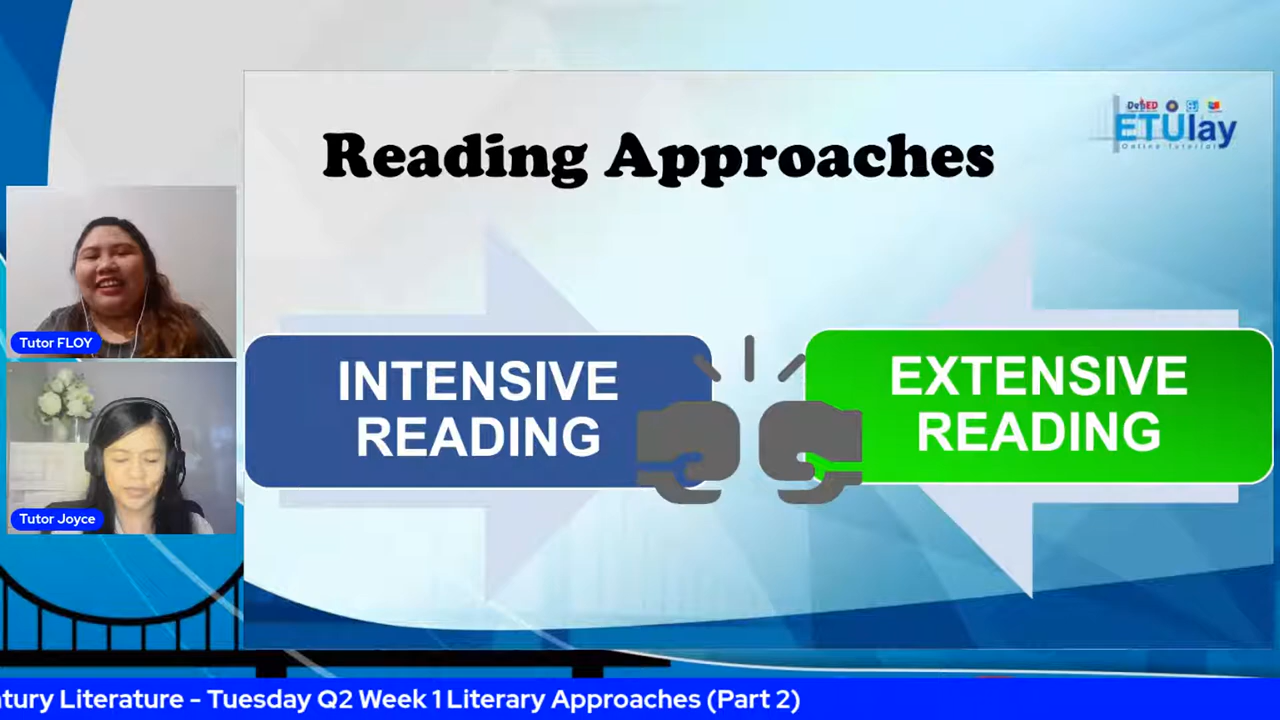 Reading Approaches
DepED
ETUlay
Online Tutorial
INTENSIVE
READING
EXTENSIVE
READING
Tutor FLOY
Tutor Joyce
ntury Literature - Tuesday Q2 Week 1 Literary Approaches (Part 2)